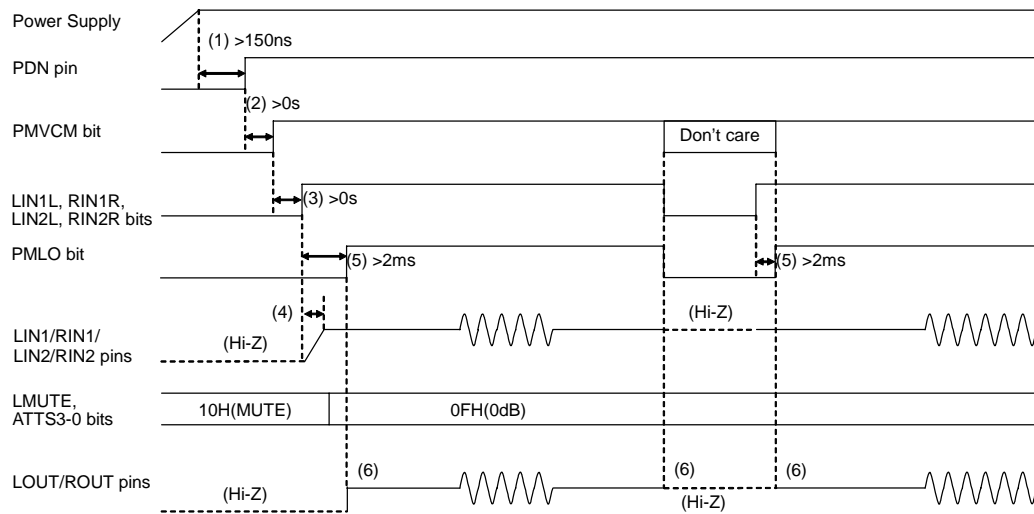 Power Supply
(1) >150ns
PDN pin
(2) >0s
PMVCM bit
Don't care
LIN1L, RIN1R,
LIN2L, RIN2R bits
(3) >0s
PMLO bit
(5) >2ms
(5) >2ms
(4)
LIN1/RIN1/
LIN2/RIN2 pins
(Hi-Z)
(Hi-Z)
LMUTE,
ATTS3-0 bits
10H(MUTE)
0FH(0dB)
LOUT/ROUT pins
(Hi-Z)
(6)
(6)
(6)
(Hi-Z)